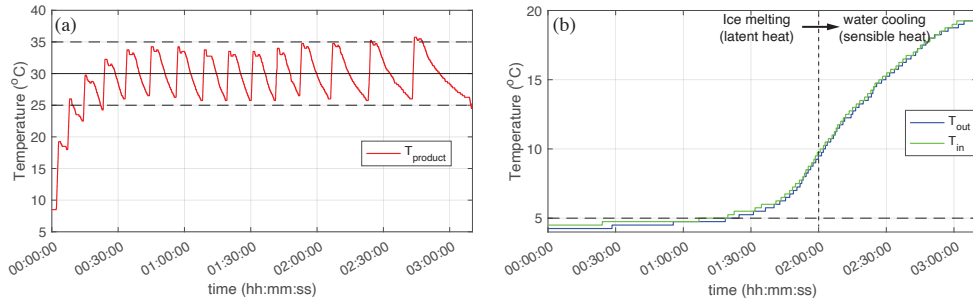 (a)
40
35
30
25
20
15
10
5
Temperature (°C)
T_product
00:00:00
00:30:00
01:00:00
01:30:00
02:00:00
02:30:00
03:00:00
time (hh:mm:ss)
(b)
20
15
10
5
0
Temperature (°C)
Ice melting
(latent heat)
water cooling
(sensible heat)
T_out
T_in
00:00:00
00:30:00
01:00:00
01:30:00
02:00:00
02:30:00
03:00:00
time (hh:mm:ss)